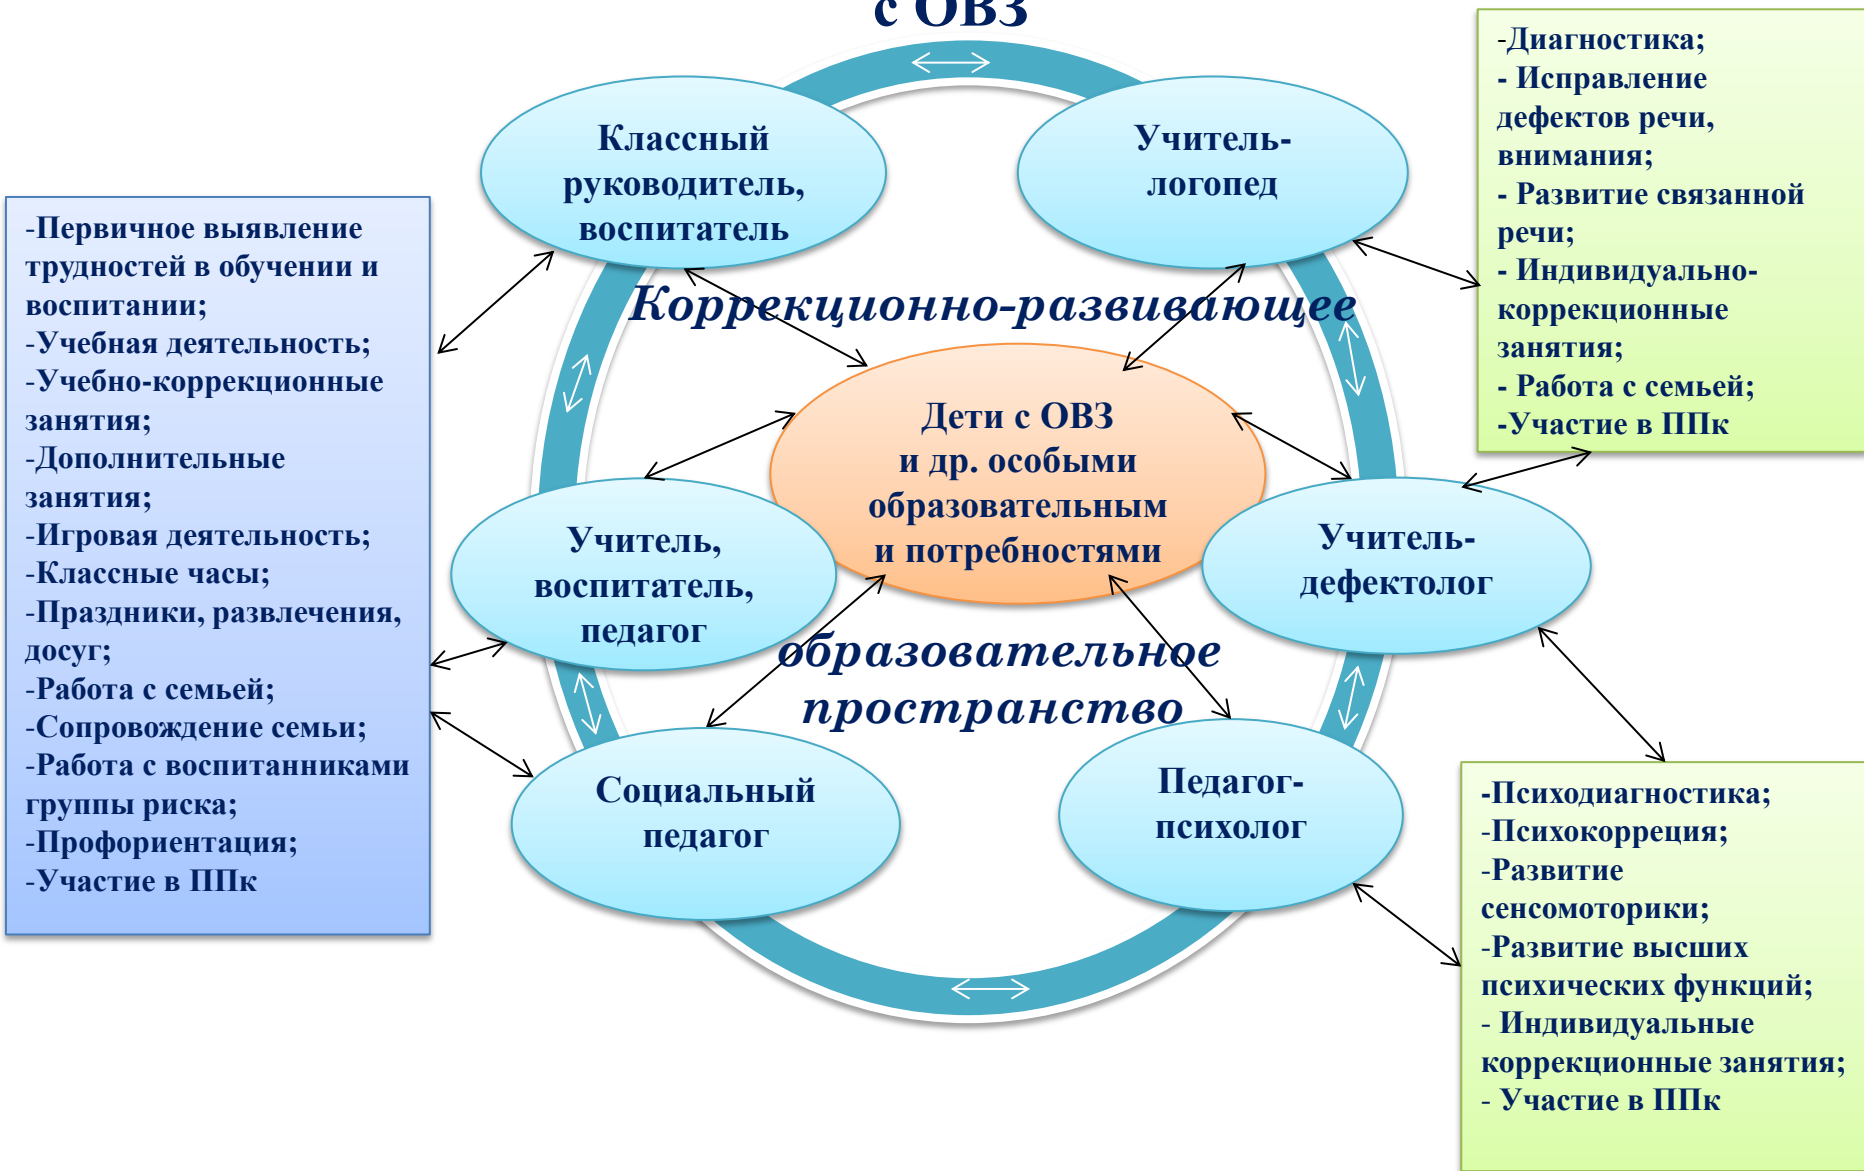 с ОВЗ
Классный
руководитель,
воспитатель
Учитель-
логопед
-Диагностика;
- Исправление
дефектов речи,
внимания;
- Развитие связанной
речи;
- Индивидуально-
коррекционные
занятия;
- Работа с семьей;
-Участие в ППк
-Первичное выявление
трудностей в обучении и
воспитании;
-Учебная деятельность;
-Учебно-коррекционные
занятия;
-Дополнительные
занятия;
-Игровая деятельность;
-Классные часы;
-Праздники, развлечения,
досуг;
-Работа с семьей;
-Сопровождение семьи;
-Работа с воспитанниками
группы риска;
-Профориентация;
-Участие в ППк
Коррекционно-развивающее
Дети с ОВЗ
и др. особыми
образовательным
и потребностями
Учитель,
воспитатель,
педагог
Учитель-
дефектолог
образовательное
пространство
Социальный
педагог
Педагог-
психолог
-Психодиагностика;
-Психокорреция;
-Развитие
сенсомоторики;
-Развитие высших
психических функций;
- Индивидуальные
коррекционные занятия;
- Участие в ППк